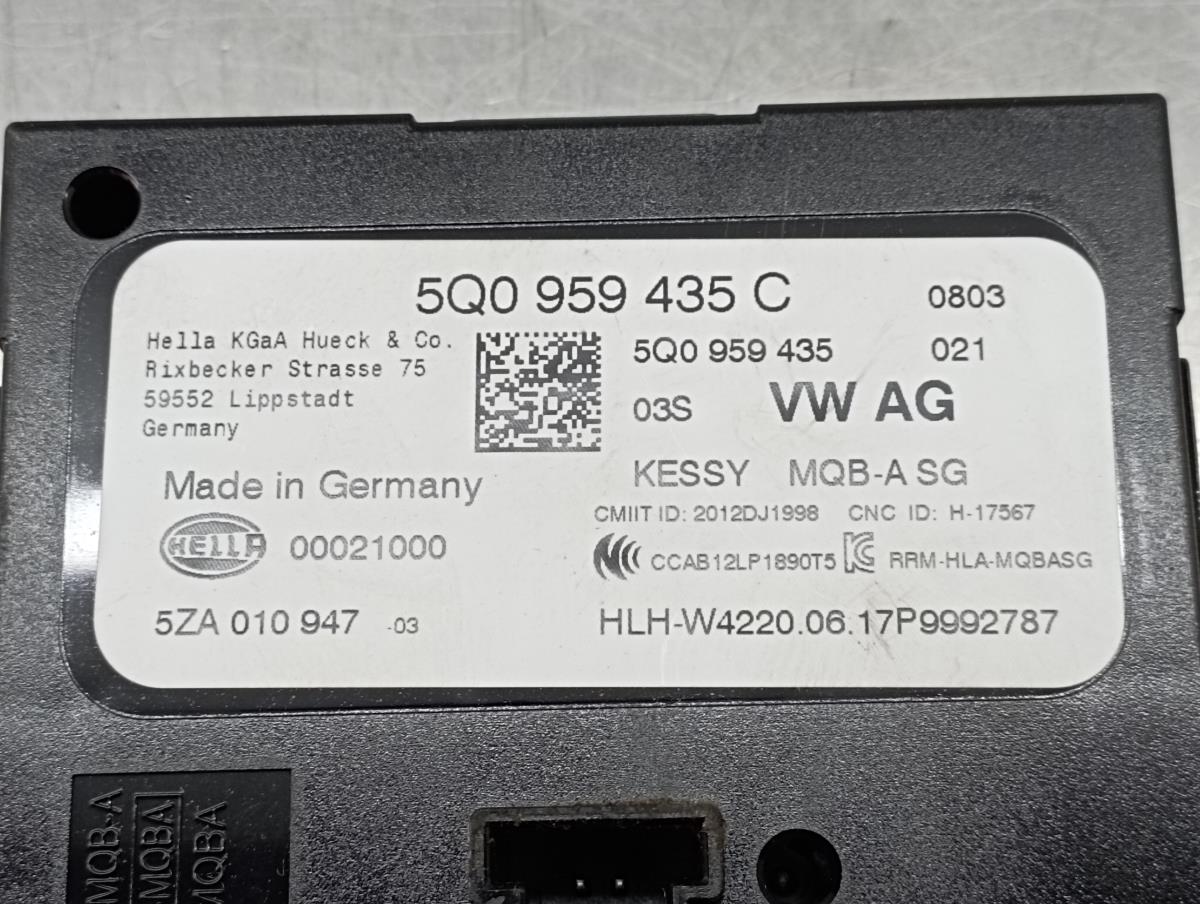 5Q0 959 435 C 0803
Hella KGaA Hueck & Co.
Rixbecker Strasse 75
59552 Lippstadt
Germany
5Q0 959 435 021
03S VW AG
KESSY MQB-A SG
Made in Germany
CMIIT ID: 2012DJ1998 CNC ID: H-17567
HELLA 00021000
CCAB12LP1890T5 RRM-HLA-MQBASG
5ZA 010 947 -03
HLH-W4220.06.17P9992787
MQB-A
MQBA
MQBA